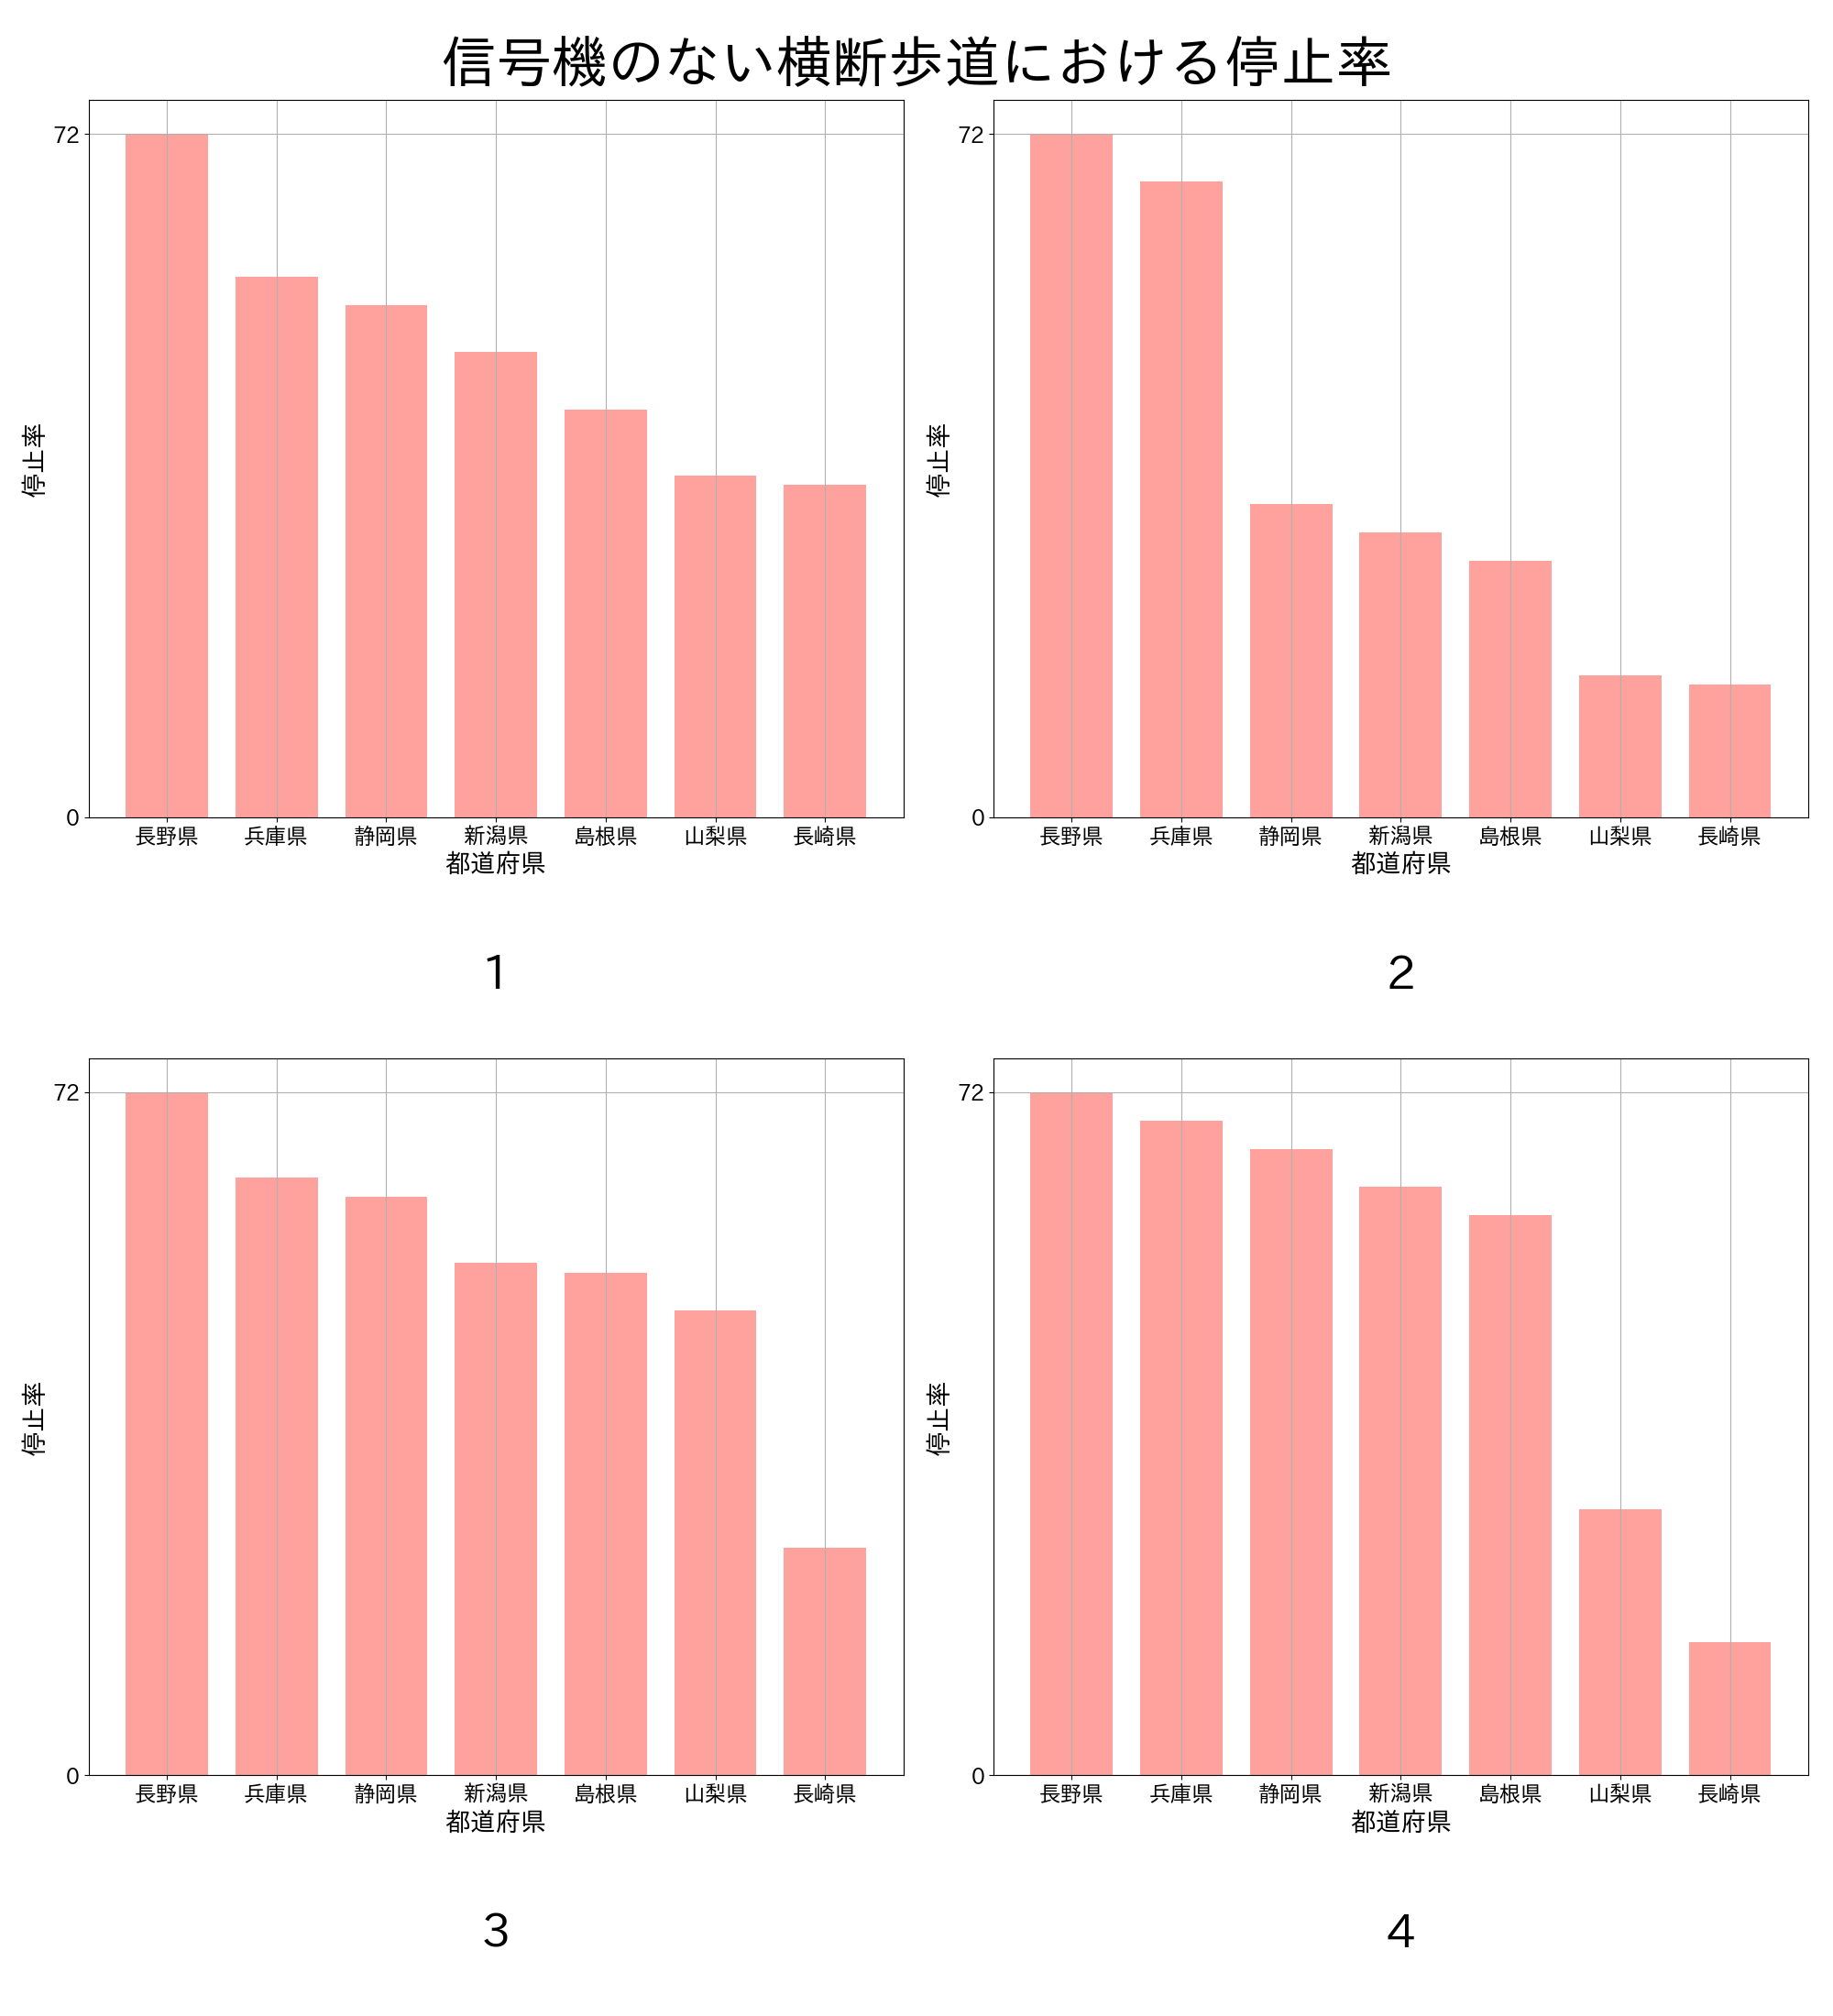 信号機のない横断歩道における停止率
72
0
停止率
長野県 兵庫県 静岡県 新潟県 島根県 山梨県 長崎県
都道府県
1
72
0
停止率
長野県 兵庫県 静岡県 新潟県 島根県 山梨県 長崎県
都道府県
2
72
0
停止率
長野県 兵庫県 静岡県 新潟県 島根県 山梨県 長崎県
都道府県
3
72
0
停止率
長野県 兵庫県 静岡県 新潟県 島根県 山梨県 長崎県
都道府県
4